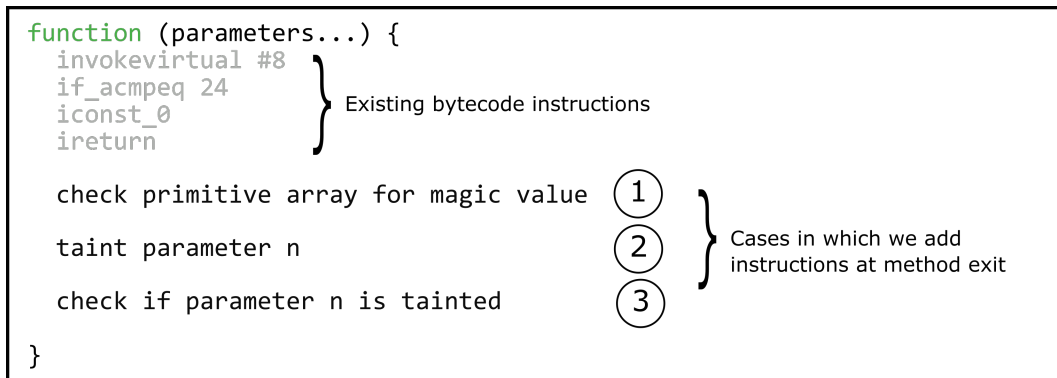 function (parameters...) {
invokevirtual #8
if_acmpeq 24
iconst_0
ireturn
Existing bytecode instructions
check primitive array for magic value 1
taint parameter n 2
check if parameter n is tainted 3
Cases in which we add
instructions at method exit
}